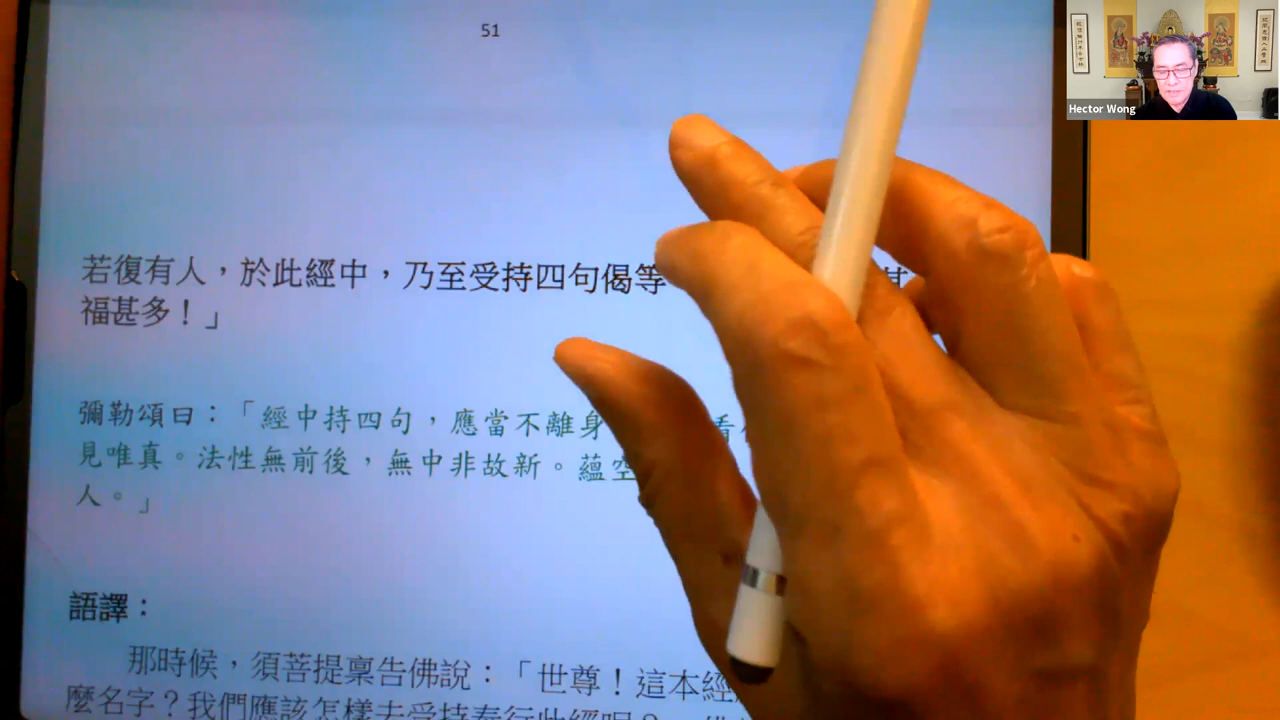 51
若復有人，於此經中，乃至受持四句偈等
福甚多！」
彌勒頌曰：「經中持四句，應當不離身
見唯真。法性無前後，無中非故新。蘊空
人。」
語譯：
那時候，須菩提稟告佛說：「世尊！這本經
麼名字？我們應該怎樣去受持奉行此經呢？
Hector Wong